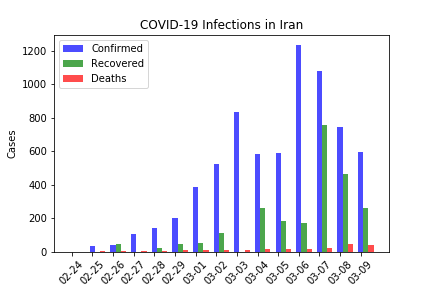 COVID-19 Infections in Iran
Confirmed
Recovered
Deaths
Cases
1200
1000
800
600
400
200
0
02-24 02-25 02-26 02-27 02-28 02-29 03-01 03-02 03-03 03-04 03-05 03-06 03-07 03-08 03-09